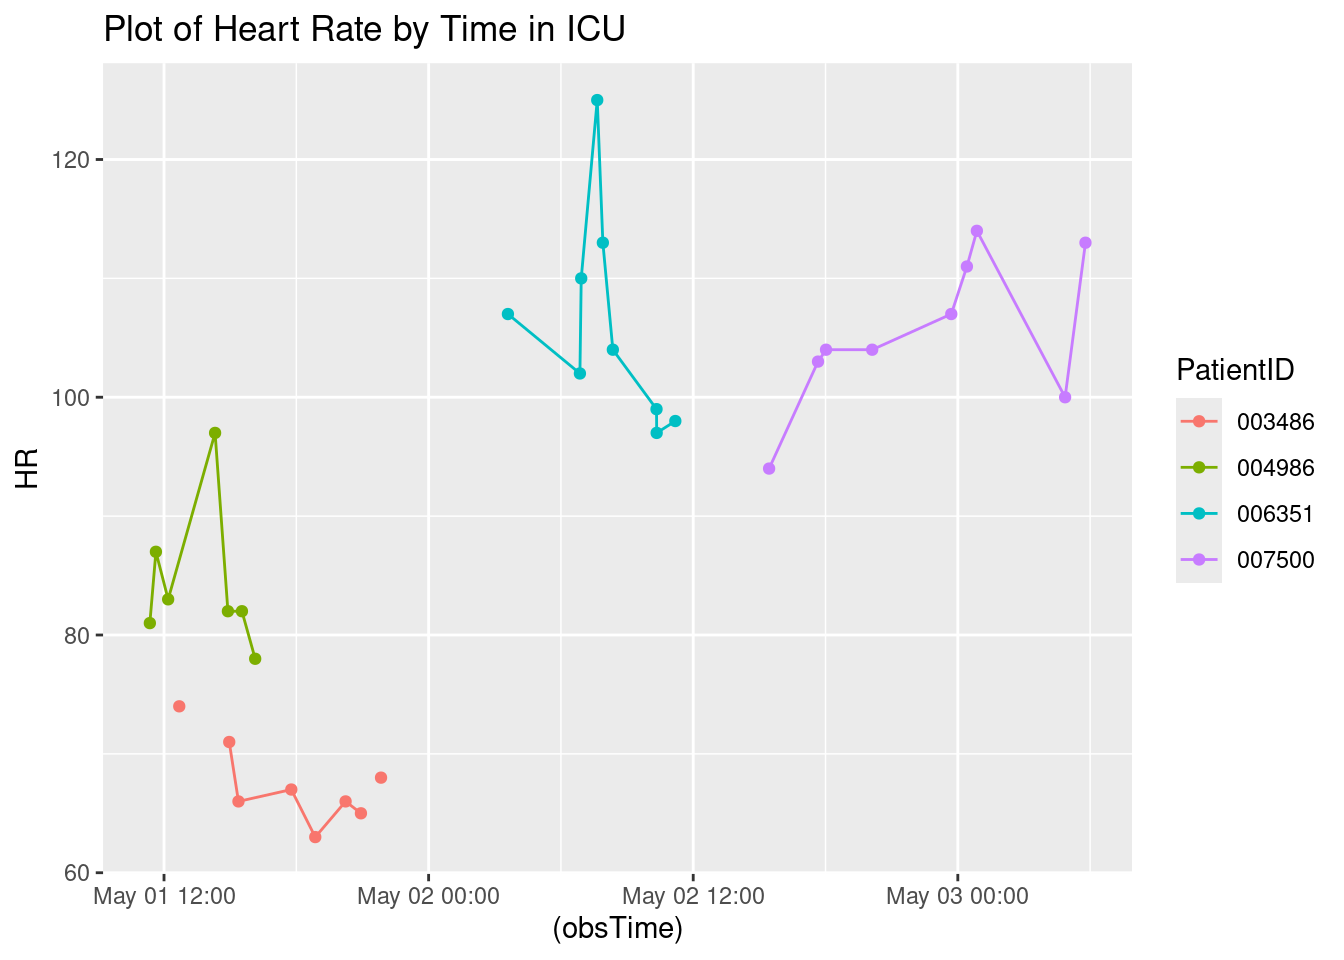 Plot of Heart Rate by Time in ICU
120
100
80
60
HR
May 01 12:00
May 02 00:00
May 02 12:00
May 03 00:00
(obsTime)
PatientID
003486
004986
006351
007500